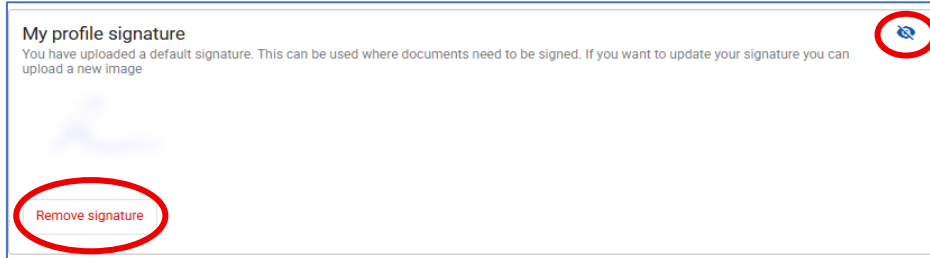 My profile signature
You have uploaded a default signature. This can be used where documents need to be signed. If you want to update your signature you can
upload a new image
Remove signature